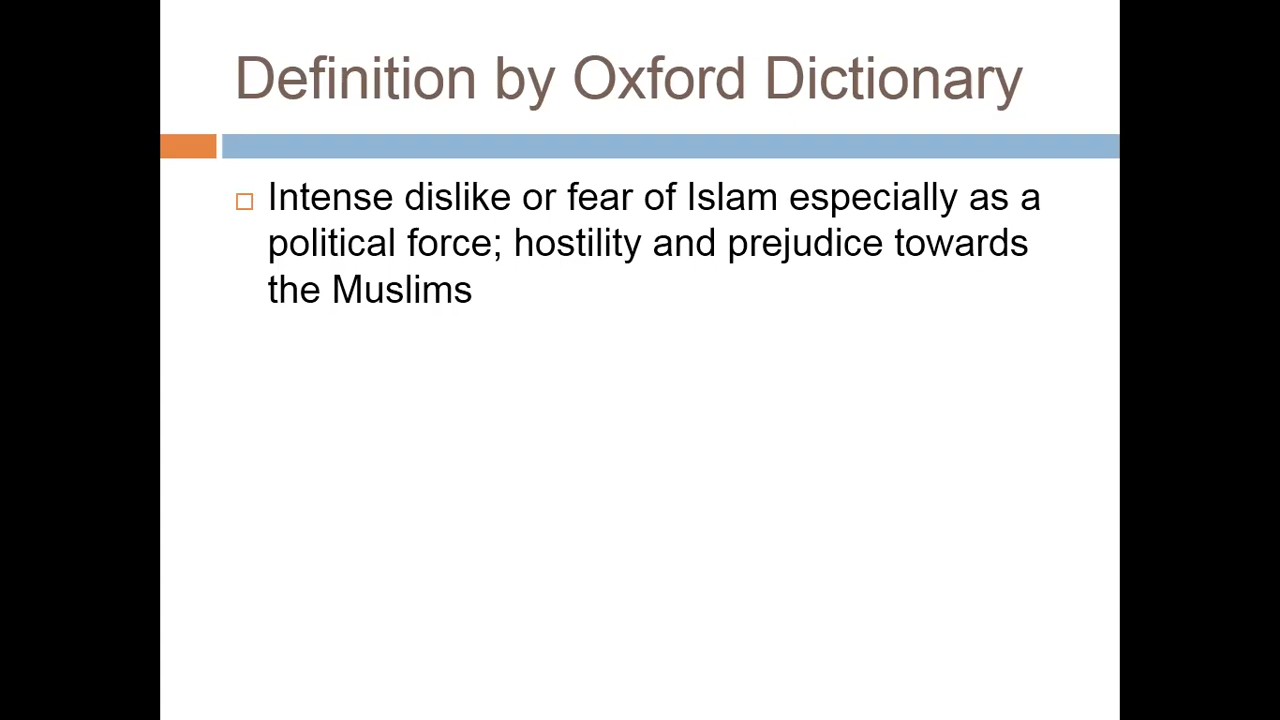 Definition by Oxford Dictionary
Intense dislike or fear of Islam especially as a
political force; hostility and prejudice towards
the Muslims